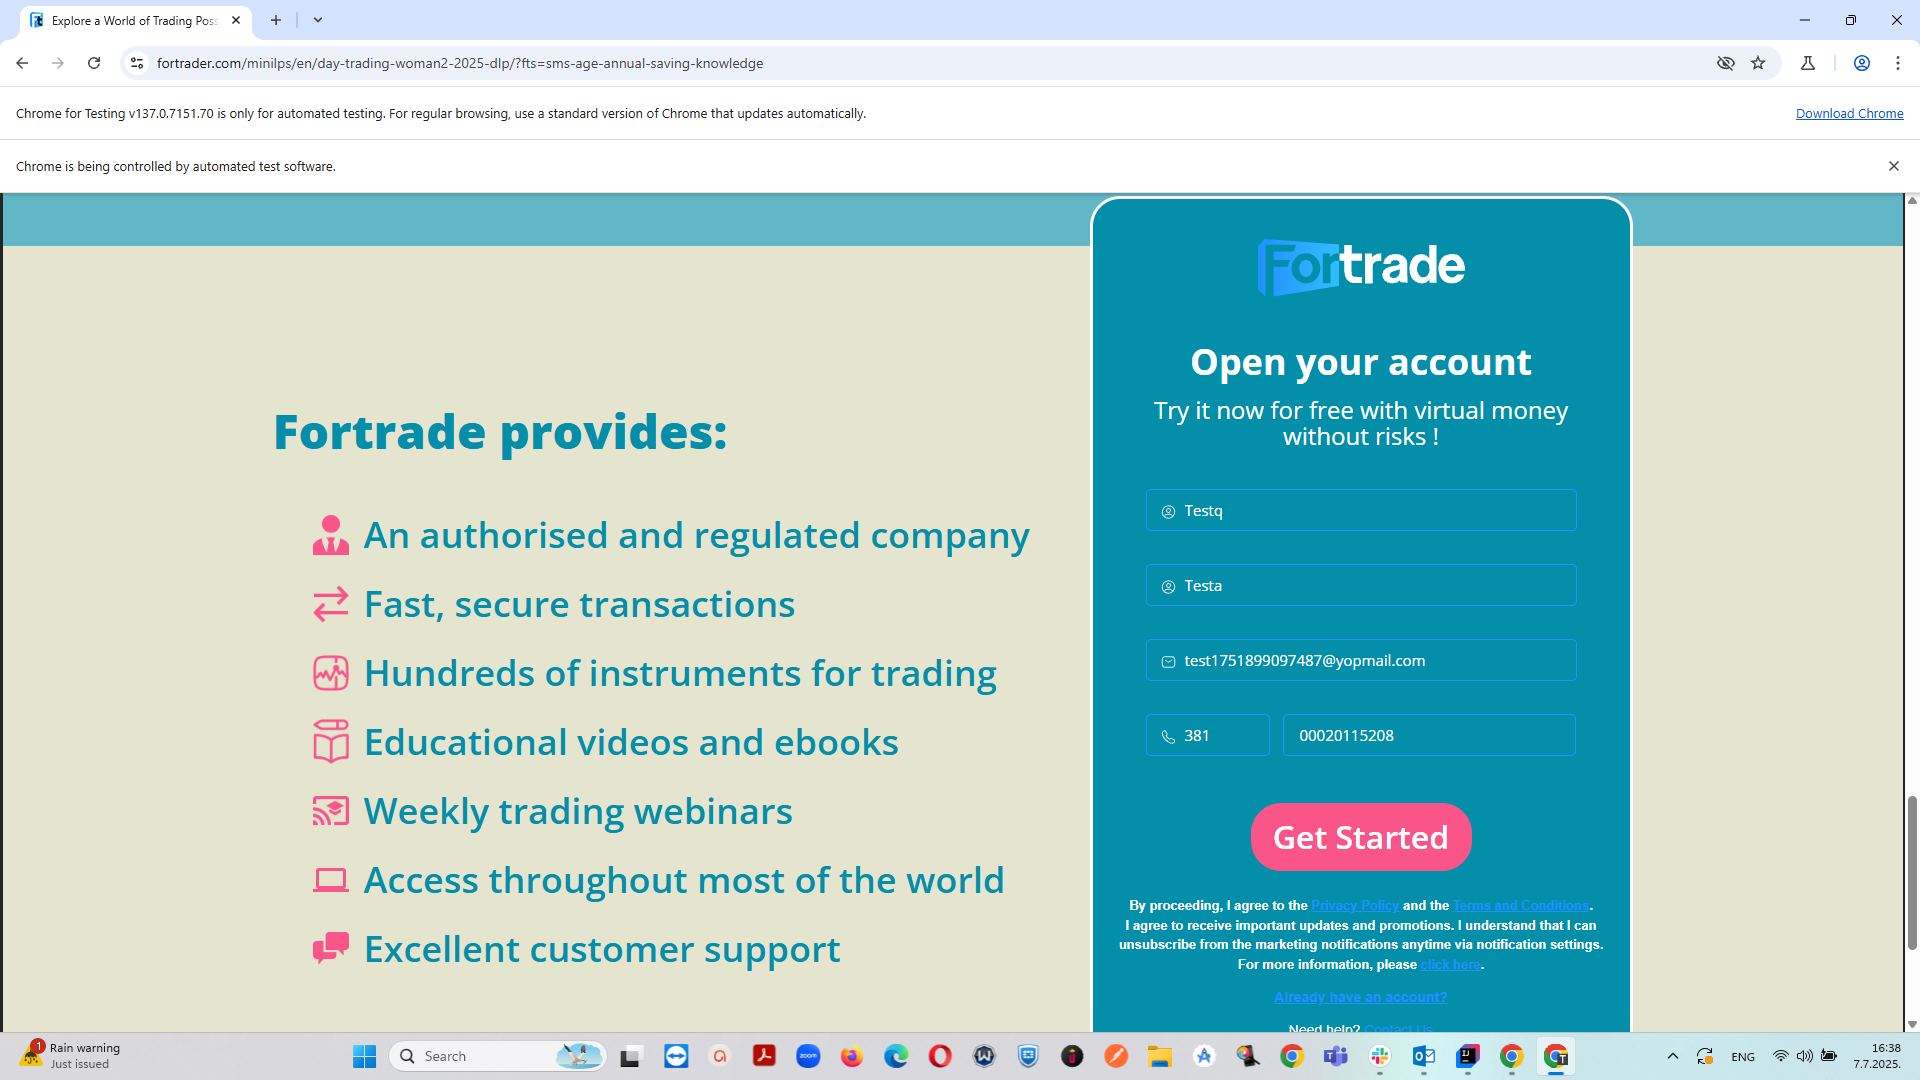 Explore a World of Trading Poss
fortrader.com/minilps/en/day-trading-woman2-2025-dlp/?fts=sms-age-annual-saving-knowledge
Chrome for Testing v137.0.7151.70 is only for automated testing. For regular browsing, use a standard version of Chrome that updates automatically.
Download Chrome
Chrome is being controlled by automated test software.
Fortrade
Open your account
Try it now for free with virtual money
without risks !
Fortrade provides:
An authorised and regulated company
Fast, secure transactions
Hundreds of instruments for trading
Educational videos and ebooks
Weekly trading webinars
Access throughout most of the world
Excellent customer support
Testq
Testa
test1751899097487@yopmail.com
381 00020115208
Get Started
By proceeding, I agree to the Privacy Policy and the Terms and Conditions.
I agree to receive important updates and promotions. I understand that I can
unsubscribe from the marketing notifications anytime via notification settings.
For more information, please click here.
Already have an account?
Need help? Contact Us
1
Rain warning
Just issued
Search
zoom
ENG
16:38
7.7.2025.